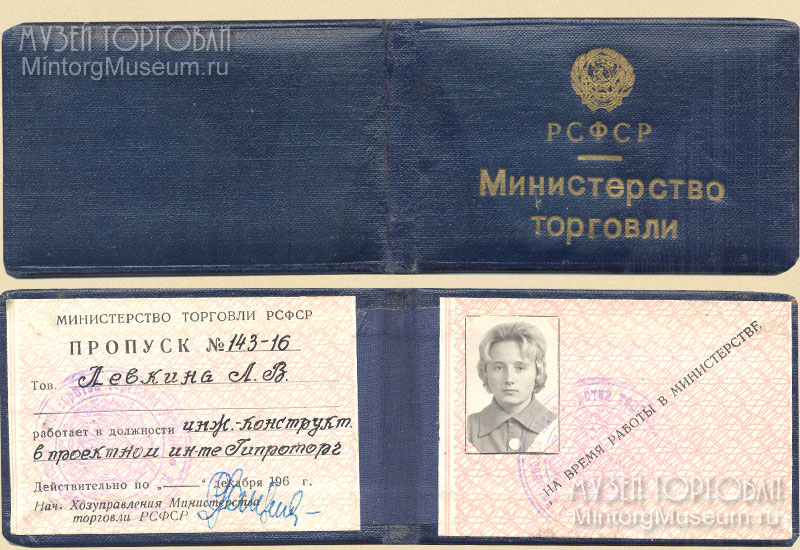 МУЗЕЙ ТОРГОВЛИ
MintorgMuseum.ru
РСФСР
Министерство
торговли
МИНИСТЕРСТВО ТОРГОВЛИ РСФСР
ПРОПУСК № 143-16
Тов. Левкина Л. В.
работает в должности инж.-конструкт.
в проектном ин-те Гипроторг
Действительно по „——“ декабря 196 г.
Нач. Хозуправления Министерства
торговли РСФСР
НА ВРЕМЯ РАБОТЫ В МИНИСТЕРСТВЕ
МУЗЕЙ ТОРГОВЛИ
MintorgMuseum.ru